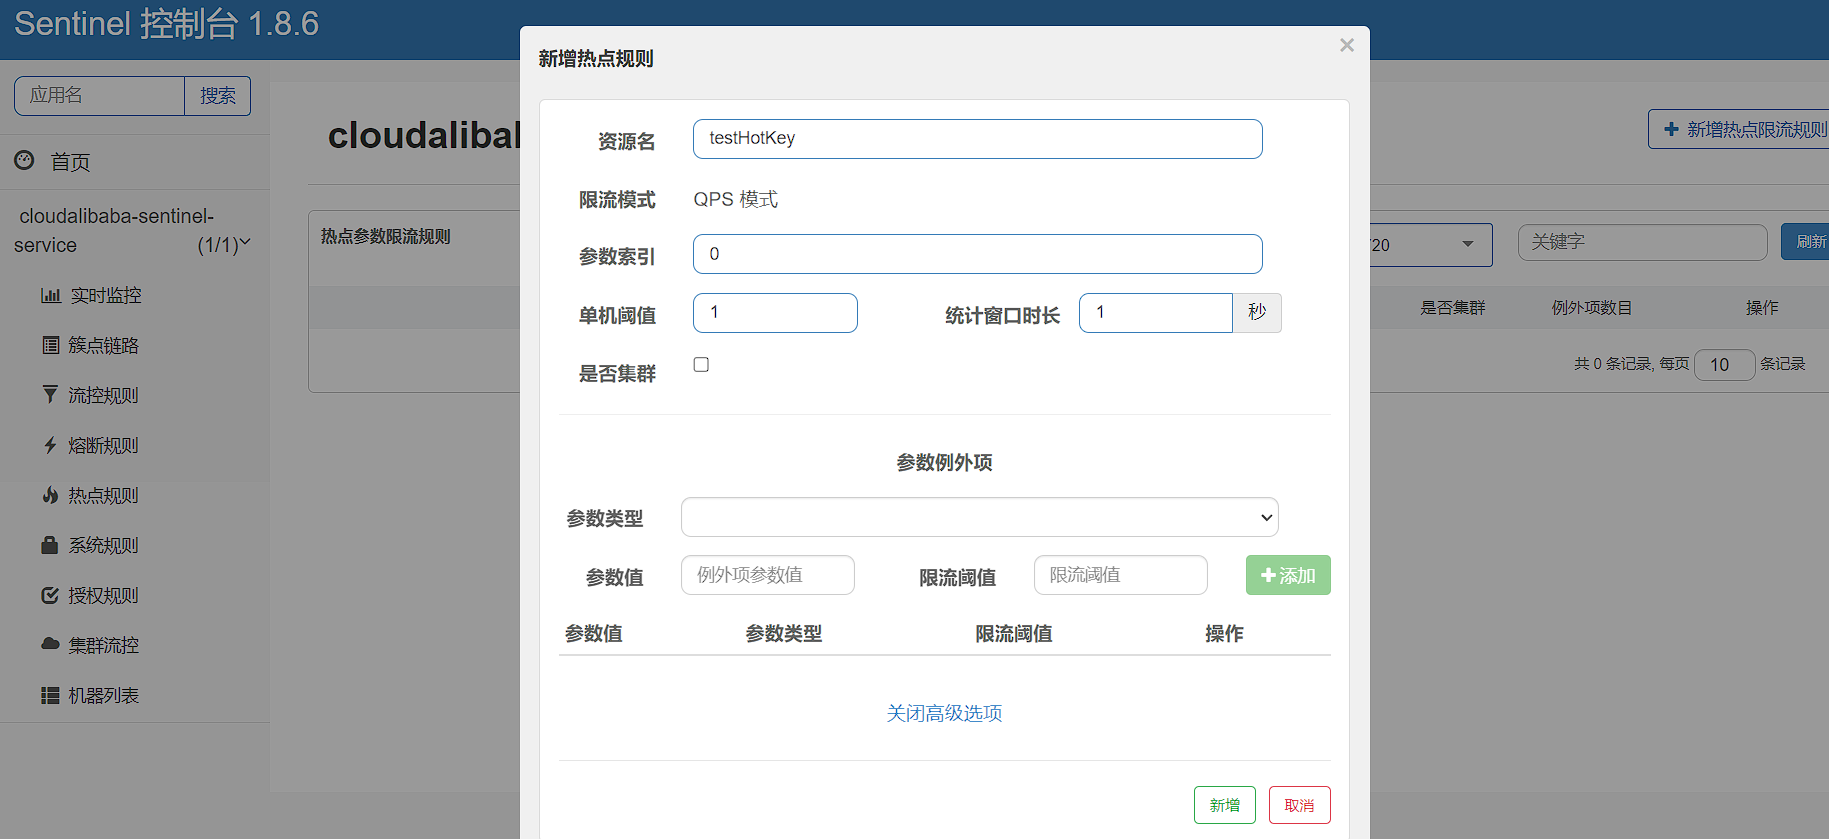 Sentinel 控制台 1.8.6
应用名 搜索
首页
cloudalibaba-sentinel-
service (1/1)
实时监控
簇点链路
流控规则
熔断规则
热点规则
系统规则
授权规则
集群流控
机器列表
cloudalibal
新增热点限流规则
热点参数限流规则
20 关键字 刷新
是否集群 例外项数目 操作
共 0 条记录, 每页 10 条记录
新增热点规则 ×
资源名 testHotKey
限流模式 QPS 模式
参数索引 0
单机阈值 1 统计窗口时长 1 秒
是否集群
参数例外项
参数类型
参数值 例外项参数值 限流阈值 限流阈值 添加
参数值 参数类型 限流阈值 操作
关闭高级选项
新增 取消